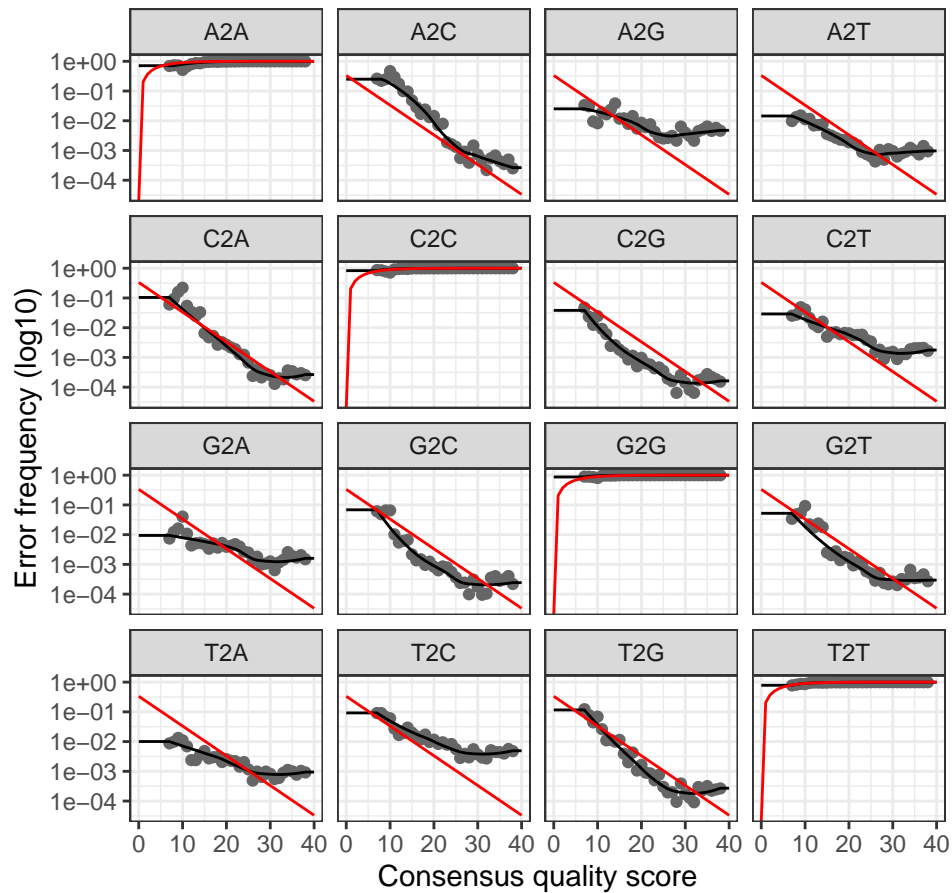 A2A A2C A2G A2T
1e+00
1e-01
1e-02
1e-03
1e-04
C2A C2C C2G C2T
1e+00
1e-01
1e-02
1e-03
1e-04
G2A G2C G2G G2T
1e+00
1e-01
1e-02
1e-03
1e-04
T2A T2C T2G T2T
1e+00
1e-01
1e-02
1e-03
1e-04
0 10 20 30 40 0 10 20 30 40 0 10 20 30 40 0 10 20 30 40
Consensus quality score
Error frequency (log10)